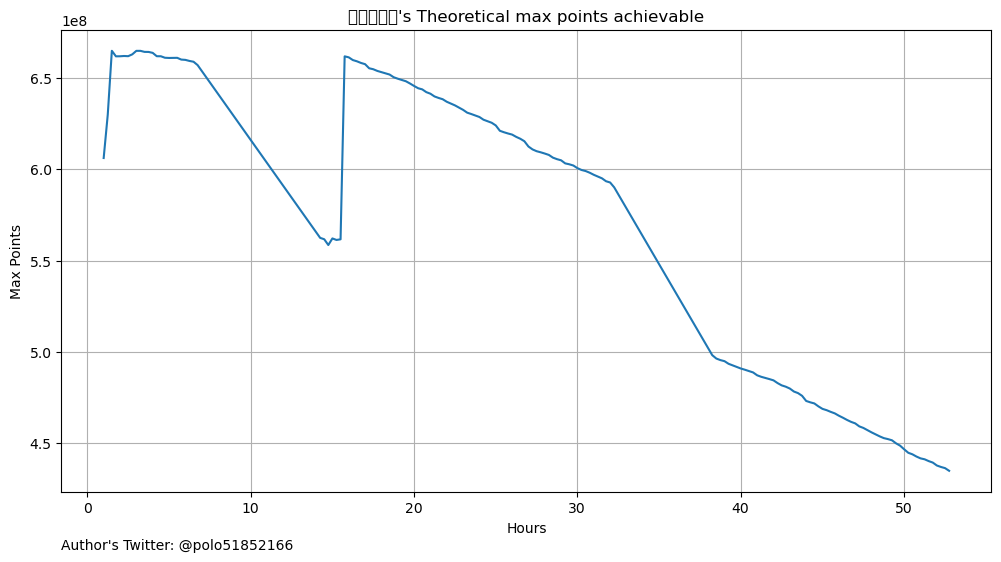 's Theoretical max points achievable
1e8
6.5
6.0
5.5
5.0
4.5
Max Points
0 10 20 30 40 50
Hours
Author's Twitter: @polo51852166